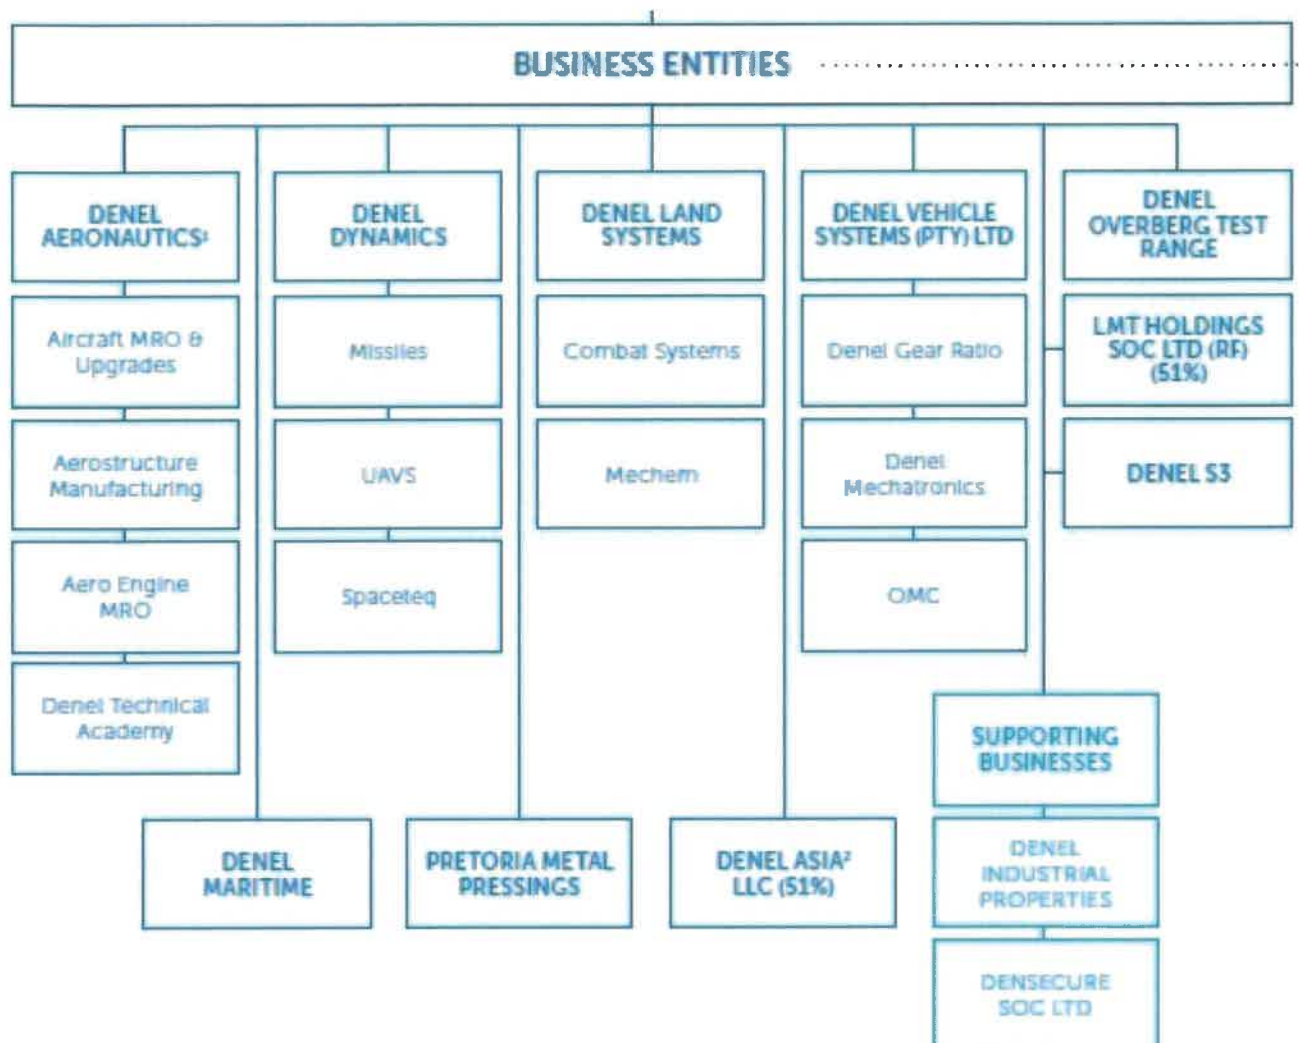 BUSINESS ENTITIES
DENEL
AERONAUTICS¹
Aircraft MRO &
Upgrades
Aerostructure
Manufacturing
Aero Engine
MRO
Denel Technical
Academy
DENEL
DYNAMICS
Missiles
UAVS
Spaceteq
DENEL LAND
SYSTEMS
Combat Systems
Mechem
DENEL VEHICLE
SYSTEMS (PTY) LTD
Denel Gear Ratio
Denel
Mechatronics
OMC
DENEL
OVERBERG TEST
RANGE
LMT HOLDINGS
SOC LTD (RF)
(51%)
DENEL S3
DENEL
MARITIME
PRETORIA METAL
PRESSINGS
DENEL ASIA²
LLC (51%)
SUPPORTING
BUSINESSES
DENEL
INDUSTRIAL
PROPERTIES
DENSECURE
SOC LTD